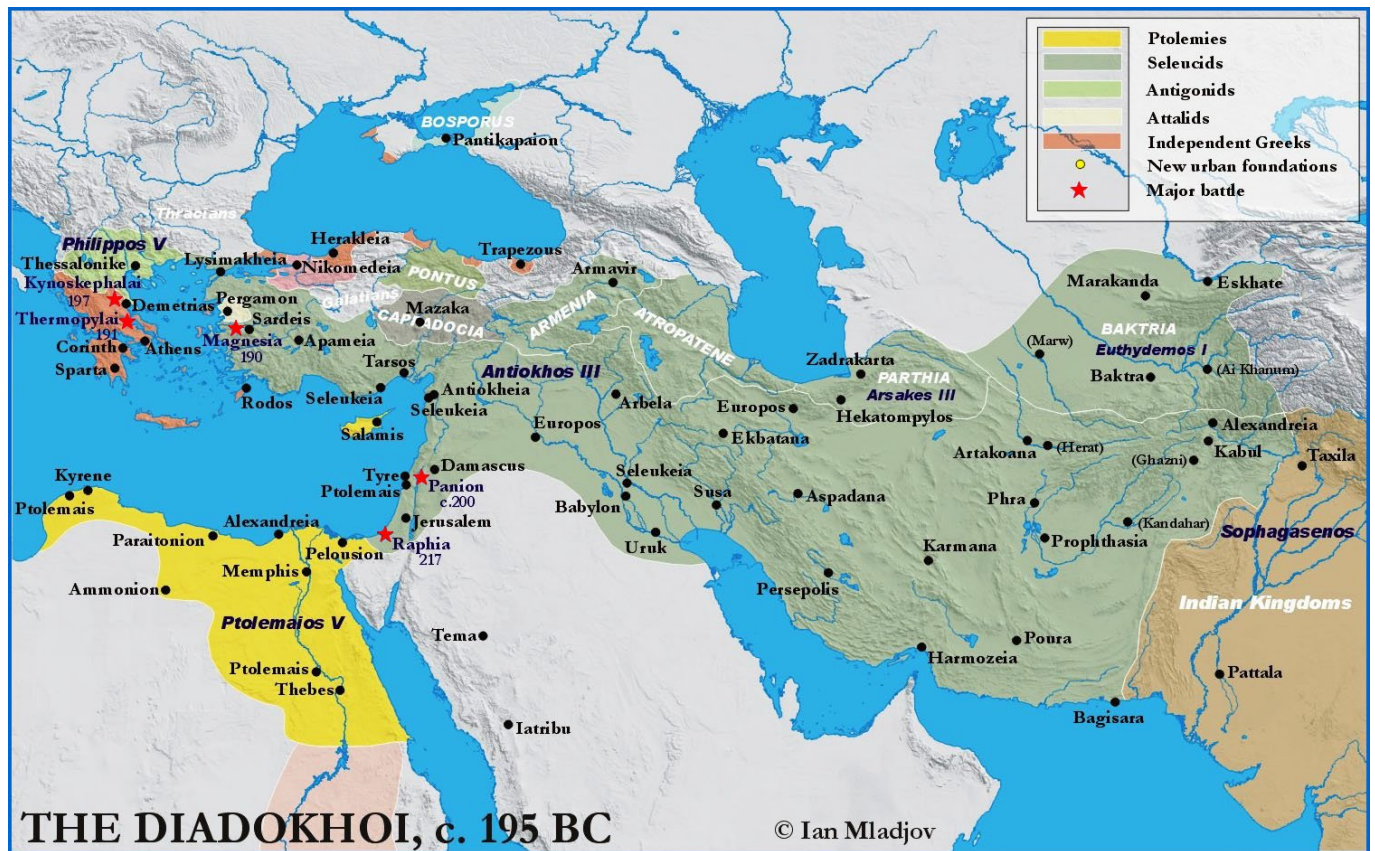 Ptolemies
Seleucids
Antigonids
Attalids
Independent Greeks
New urban foundations
Major battle
BOSPORUS
Pantikapaion
Thracians
Philippos V
Thessalonike
Kynoskephalai
197
Demetrias
Thermopylai
191
Corinth
Athens
Sparta
Lysimakheia
Herakleia
Nikomedeia
Pergamon
Sardeis
Magnesia
190
Apameia
Rodos
Galatians
PONTUS
Trapezous
Mazaka
CAPPADOCIA
Armavir
ARMENIA
ATROPATENE
Tarsos
Seleukeia
Antiokheia
Seleukeia
Antiokhos III
Salamis
Arbela
Europos
Europos
Ekbatana
Zadrakarta
PARTHIA
Arsakes III
Hekatompylos
Marakanda
Eskhate
BAKTRIA
Euthydemos I
(Marw)
Baktra
(Ai Khanum)
Alexandreia
Kabul
(Ghazni)
Taxila
Artakoana
(Herat)
Phra
(Kandahar)
Prophthasia
Sophagasenos
Indian Kingdoms
Pattala
Kyrene
Ptolemais
Tyre
Ptolemais
Damascus
Panion
c.200
Jerusalem
Raphia
217
Seleukeia
Babylon
Susa
Uruk
Aspadana
Karmana
Persepolis
Poura
Harmozeia
Bagisara
Alexandreia
Paraitonion
Pelousion
Memphis
Ammonion
Ptolemaios V
Ptolemais
Thebes
Tema
Iatribu
THE DIADOKHOI, c. 195 BC
© Ian Mladjov